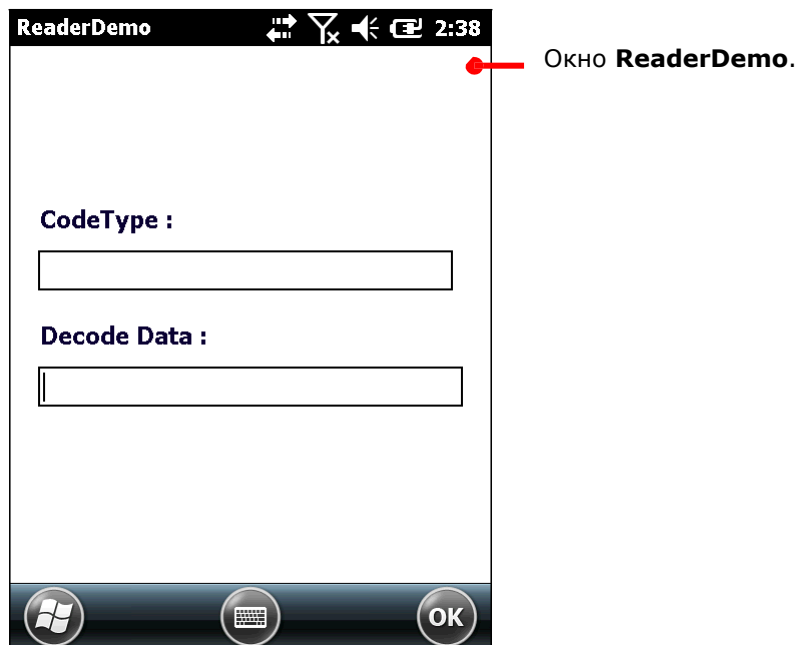 ReaderDemo 2:38
Окно ReaderDemo.
CodeType :
Decode Data :
OK